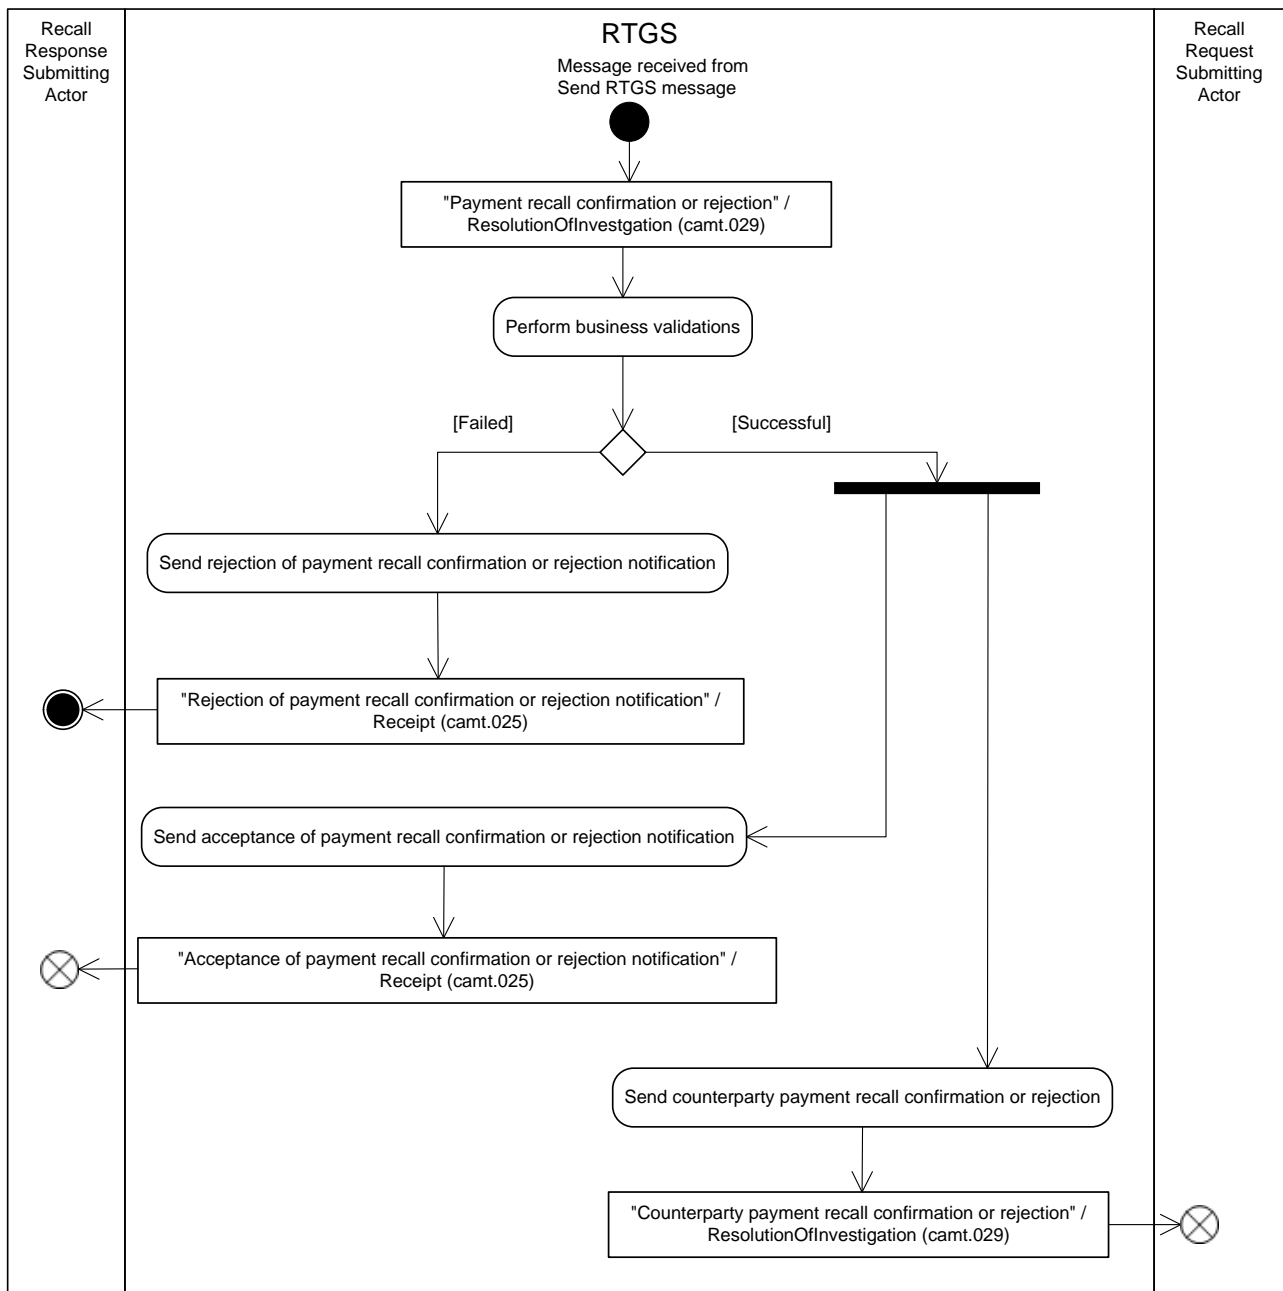 Recall
Response
Submitting
Actor
RTGS
Message received from
Send RTGS message
Recall
Request
Submitting
Actor
"Payment recall confirmation or rejection" /
ResolutionOfInvestgation (camt.029)
Perform business validations
[Failed]
[Successful]
Send rejection of payment recall confirmation or rejection notification
"Rejection of payment recall confirmation or rejection notification" /
Receipt (camt.025)
Send acceptance of payment recall confirmation or rejection notification
"Acceptance of payment recall confirmation or rejection notification" /
Receipt (camt.025)
Send counterparty payment recall confirmation or rejection
"Counterparty payment recall confirmation or rejection" /
ResolutionOfInvestigation (camt.029)